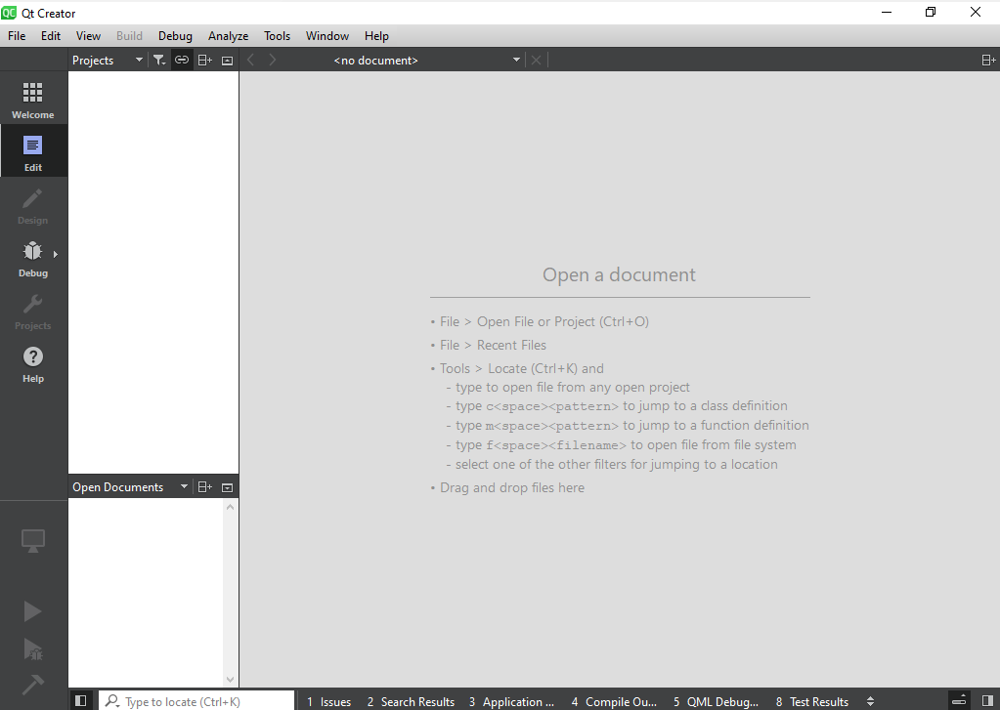 QC Qt Creator
File Edit View Build Debug Analyze Tools Window Help
Projects <no document>
Welcome
Edit
Design
Debug
Projects
Help
Open a document
• File > Open File or Project (Ctrl+O)
• File > Recent Files
• Tools > Locate (Ctrl+K) and
- type to open file from any open project
- type c<space><pattern> to jump to a class definition
- type m<space><pattern> to jump to a function definition
- type f<space><filename> to open file from file system
- select one of the other filters for jumping to a location
• Drag and drop files here
Open Documents
Type to locate (Ctrl+K) 1 Issues 2 Search Results 3 Application ... 4 Compile Ou... 5 QML Debug... 8 Test Results